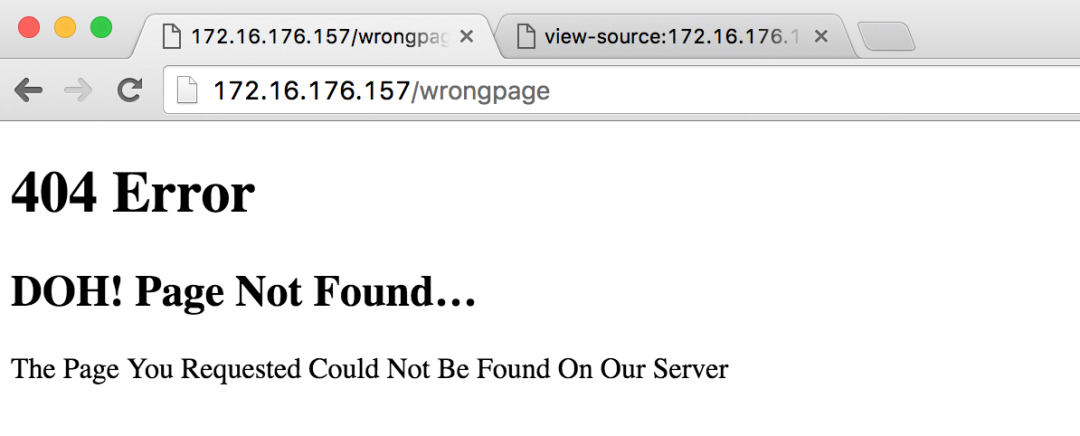 172.16.176.157/wrongpag
view-source:172.16.176.1
172.16.176.157/wrongpage
404 Error
DOH! Page Not Found...
The Page You Requested Could Not Be Found On Our Server